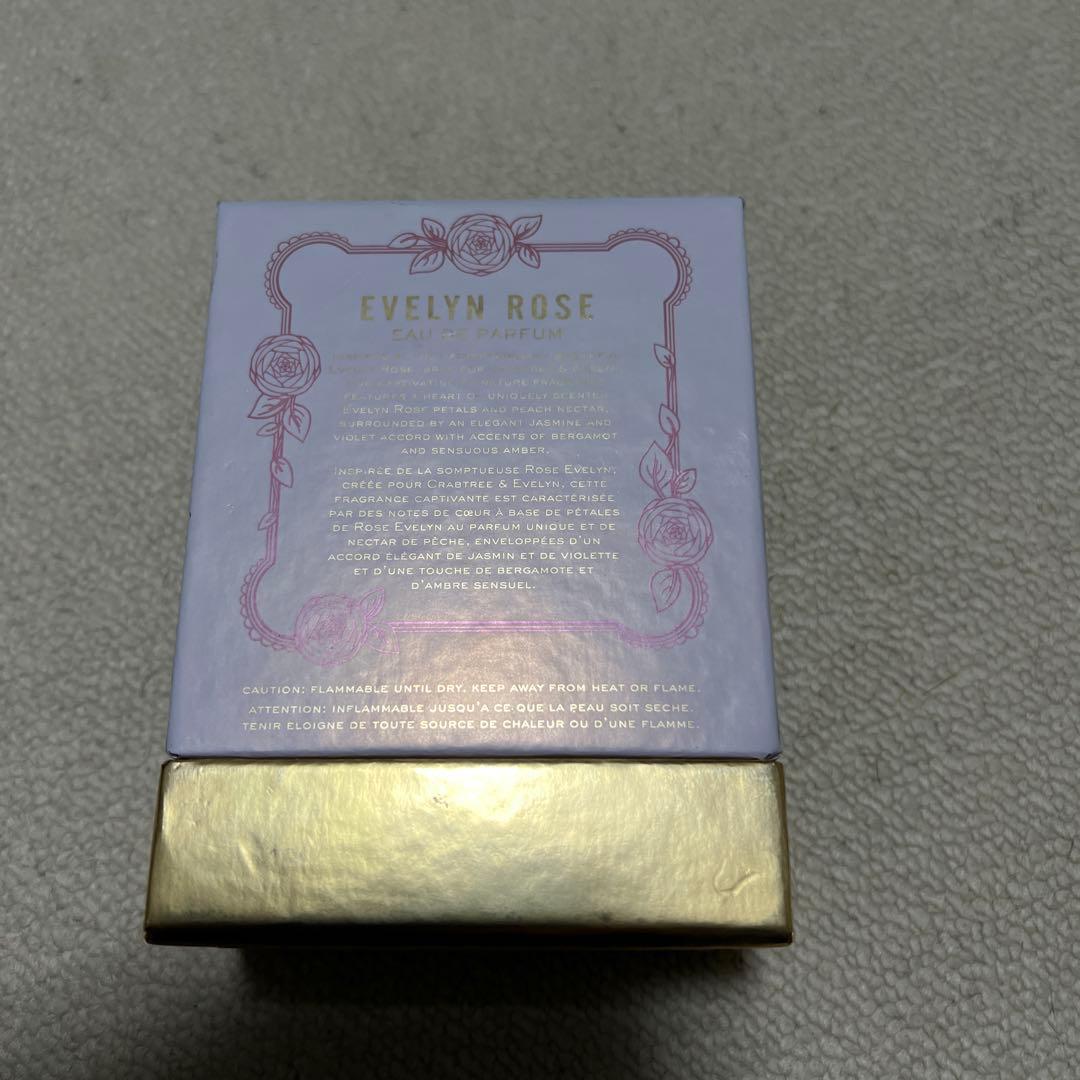 EVELYN ROSE
EAU DE PARFUM
EVELYN ROSE, CRABTREE & EVELYN
FEATURES A HEART OF UNIQUELY SCENTED
EVELYN ROSE PETALS AND PEACH NECTAR,
SURROUNDED BY AN ELEGANT JASMINE AND
VIOLET ACCORD WITH ACCENTS OF BERGAMOT
AND SENSUOUS AMBER.
INSPIRÉE DE LA SOMPTUEUSE ROSE EVELYN,
CRÉÉE POUR CRABTREE & EVELYN, CETTE
FRAGRANCE CAPTIVANTE EST CARACTÉRISÉE
PAR DES NOTES DE CŒUR À BASE DE PÉTALES
DE ROSE EVELYN AU PARFUM UNIQUE ET DE
NECTAR DE PÊCHE, ENVELOPPÉES D'UN
ACCORD ÉLÉGANT DE JASMIN ET DE VIOLETTE
ET D'UNE TOUCHE DE BERGAMOTE ET
D'AMBRE SENSUEL.
CAUTION: FLAMMABLE UNTIL DRY. KEEP AWAY FROM HEAT OR FLAME.
ATTENTION: INFLAMMABLE JUSQU'A CE QUE LA PEAU SOIT SECHE.
TENIR ELOIGNE DE TOUTE SOURCE DE CHALEUR OU D'UNE FLAMME.